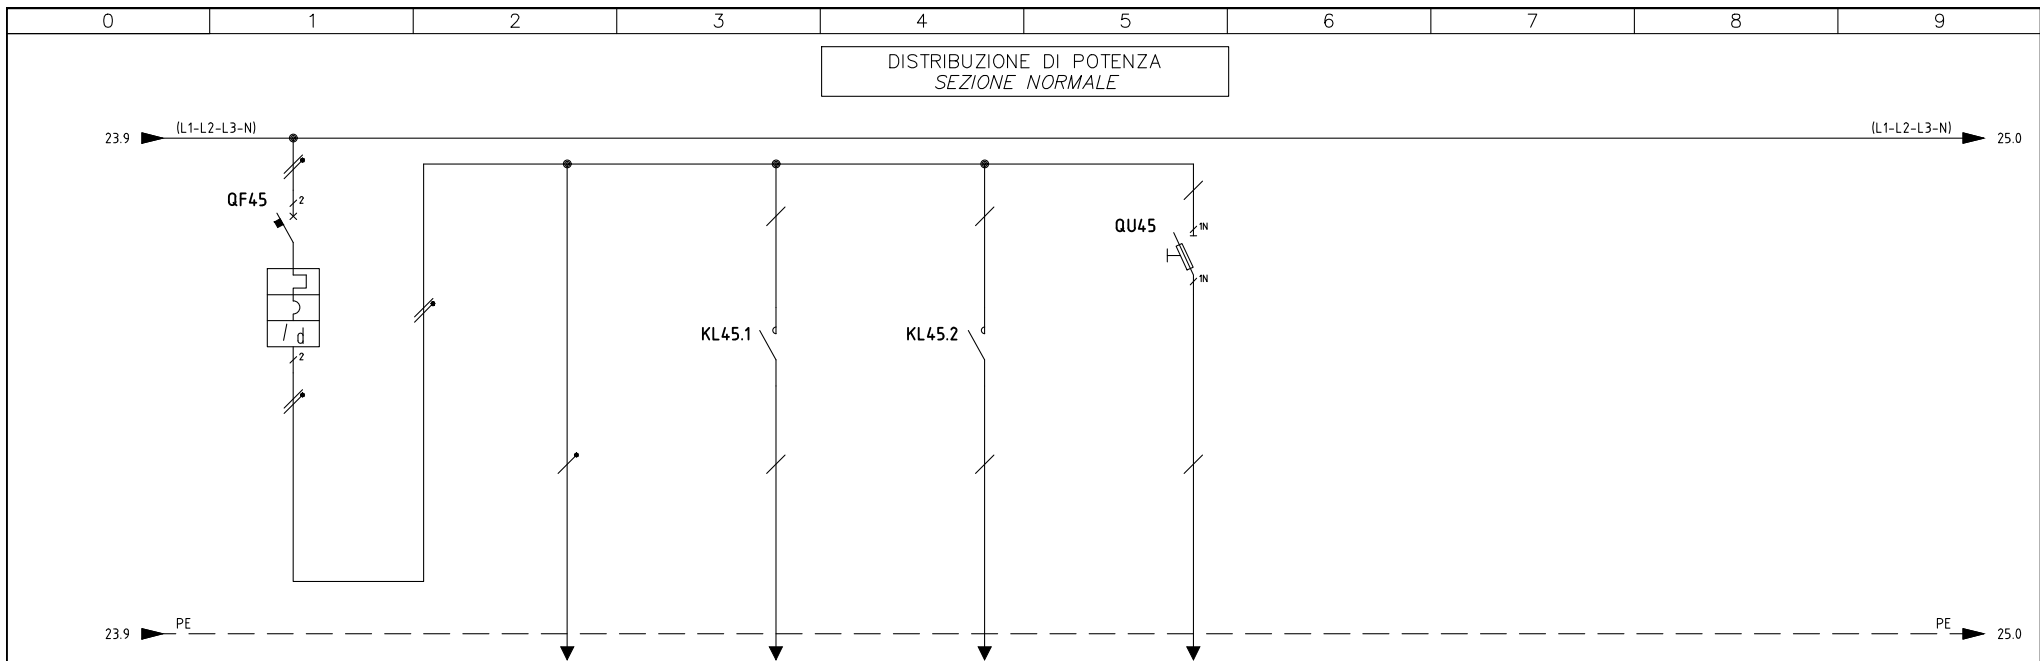 0 1 2 3 4 5 6 7 8 9
DISTRIBUZIONE DI POTENZA
SEZIONE NORMALE
23.9 (L1-L2-L3-N) (L1-L2-L3-N) 25.0
QF45 2
QU45 1N
1N
I d
KL45.1 KL45.2
2
23.9 PE PE 25.0